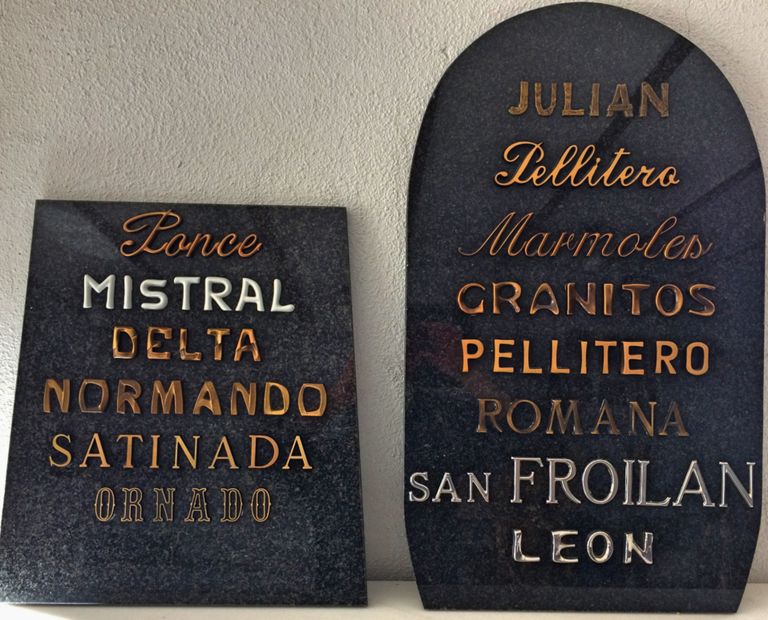 Ponce
MISTRAL
DELTA
NORMANDO
SATINADA
ORNADO
JULIAN
Pellitero
Marmoles
GRANITOS
PELLITERO
ROMANA
SAN FROILAN
LEON